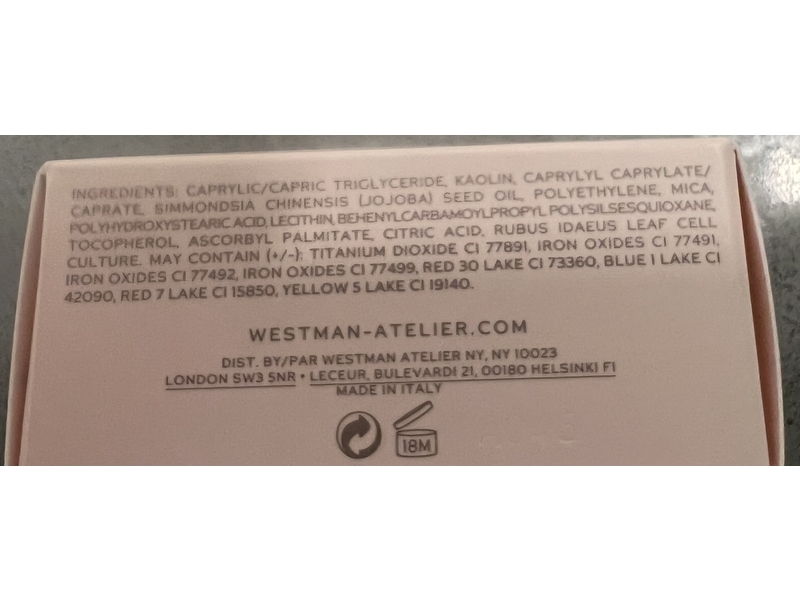 INGREDIENTS: CAPRYLIC/CAPRIC TRIGLYCERIDE, KAOLIN, CAPRYLYL CAPRYLATE/
CAPRATE, SIMMONDSIA CHINENSIS (JOJOBA) SEED OIL, POLYETHYLENE, MICA,
POLYHYDROXYSTEARIC ACID, LECITHIN, BEHENYLCARBAMOYLPROPYL POLYSILSESQUIOXANE,
TOCOPHEROL, ASCORBYL PALMITATE, CITRIC ACID, RUBUS IDAEUS LEAF CELL
CULTURE. MAY CONTAIN (+/-): TITANIUM DIOXIDE CI 77891, IRON OXIDES CI 77491,
IRON OXIDES CI 77492, IRON OXIDES CI 77499, RED 30 LAKE CI 73360, BLUE 1 LAKE CI
42090, RED 7 LAKE CI 15850, YELLOW 5 LAKE CI 19140.
WESTMAN-ATELIER.COM
DIST. BY/PAR WESTMAN ATELIER NY, NY 10023
LONDON SW3 5NR • LECEUR, BULEVARDI 21, 00180 HELSINKI FI
MADE IN ITALY
18M